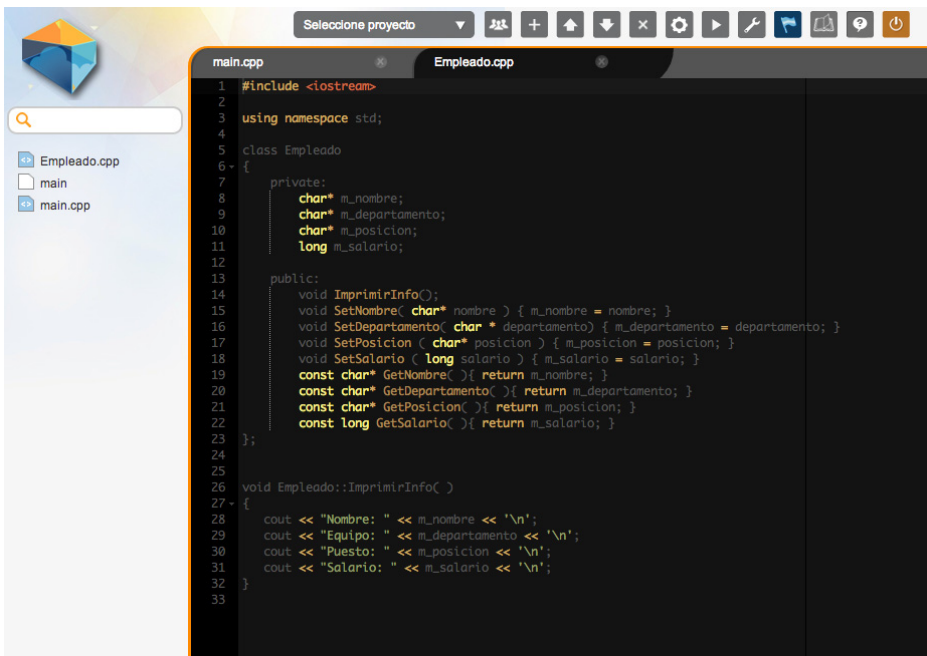 Seleccione proyecto
main.cpp
Empleado.cpp
Empleado.cpp
main
main.cpp
1 #include <iostream>
2
3 using namespace std;
4
5 class Empleado
6 {
7     private:
8         char* m_nombre;
9         char* m_departamento;
10         char* m_posicion;
11         long m_salario;
12
13     public:
14         void ImprimirInfo();
15         void SetNombre( char* nombre ) { m_nombre = nombre; }
16         void SetDepartamento( char * departamento) { m_departamento = departamento; }
17         void SetPosicion ( char* posicion ) { m_posicion = posicion; }
18         void SetSalario ( long salario ) { m_salario = salario; }
19         const char* GetNombre( ){ return m_nombre; }
20         const char* GetDepartamento( ){ return m_departamento; }
21         const char* GetPosicion( ){ return m_posicion; }
22         const long GetSalario( ){ return m_salario; }
23 };
24
25
26 void Empleado::ImprimirInfo( )
27 {
28    cout << "Nombre: " << m_nombre << '\n';
29    cout << "Equipo: " << m_departamento << '\n';
30    cout << "Puesto: " << m_posicion << '\n';
31    cout << "Salario: " << m_salario << '\n';
32 }
33